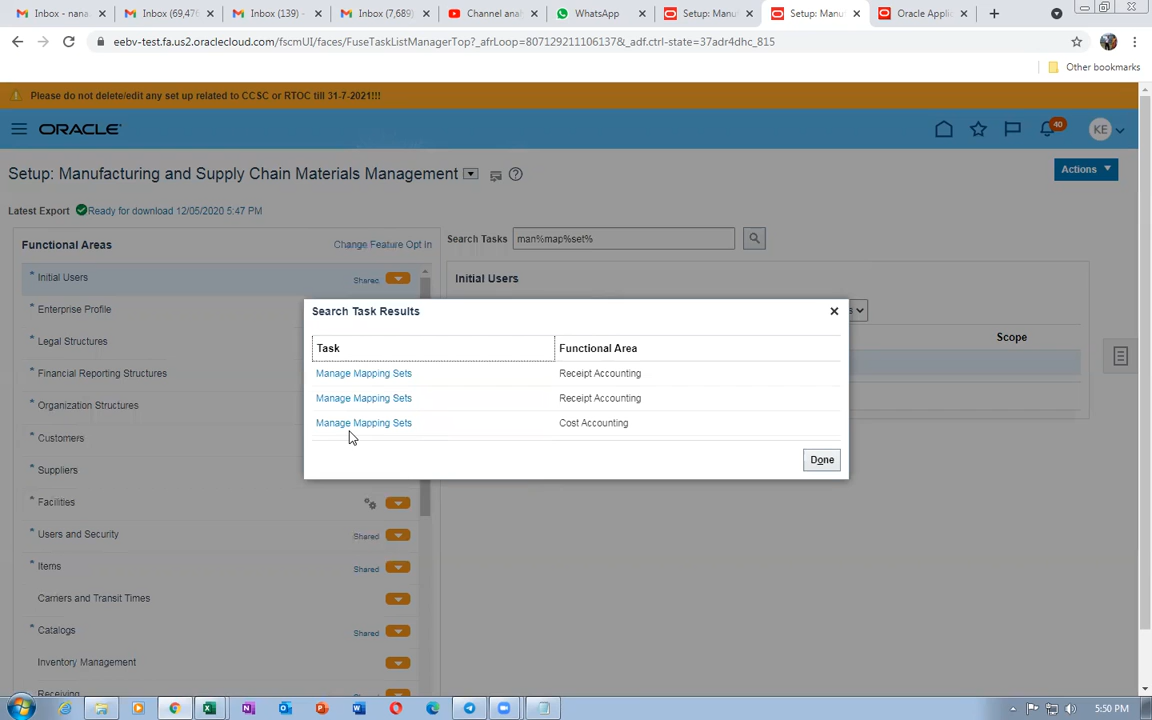 Inbox - nana
Inbox (69,47
Inbox (139) -
Inbox (7,689)
Channel anal
WhatsApp
Setup: Manu
Setup: Manu
Oracle Applic
eebv-test.fa.us2.oraclecloud.com/fscmUI/faces/FuseTaskListManagerTop?_afrLoop=807129211106137&_adf.ctrl-state=37adr4dhc_815
Other bookmarks
Please do not delete/edit any set up related to CCSC or RTOC till 31-7-2021!!!
ORACLE
40
KE
Setup: Manufacturing and Supply Chain Materials Management
Actions
Latest Export Ready for download 12/05/2020 5:47 PM
Functional Areas
Change Feature Opt in
Search Tasks man%map%set%
* Initial Users Shared
Initial Users
* Enterprise Profile
* Legal Structures
* Financial Reporting Structures
* Organization Structures
* Customers
* Suppliers
* Facilities
* Users and Security Shared
* Items Shared
Carriers and Transit Times
* Catalogs Shared
Inventory Management
Receiving Shared
Scope
Search Task Results
Task Functional Area
Manage Mapping Sets Receipt Accounting
Manage Mapping Sets Receipt Accounting
Manage Mapping Sets Cost Accounting
Done
5:50 PM